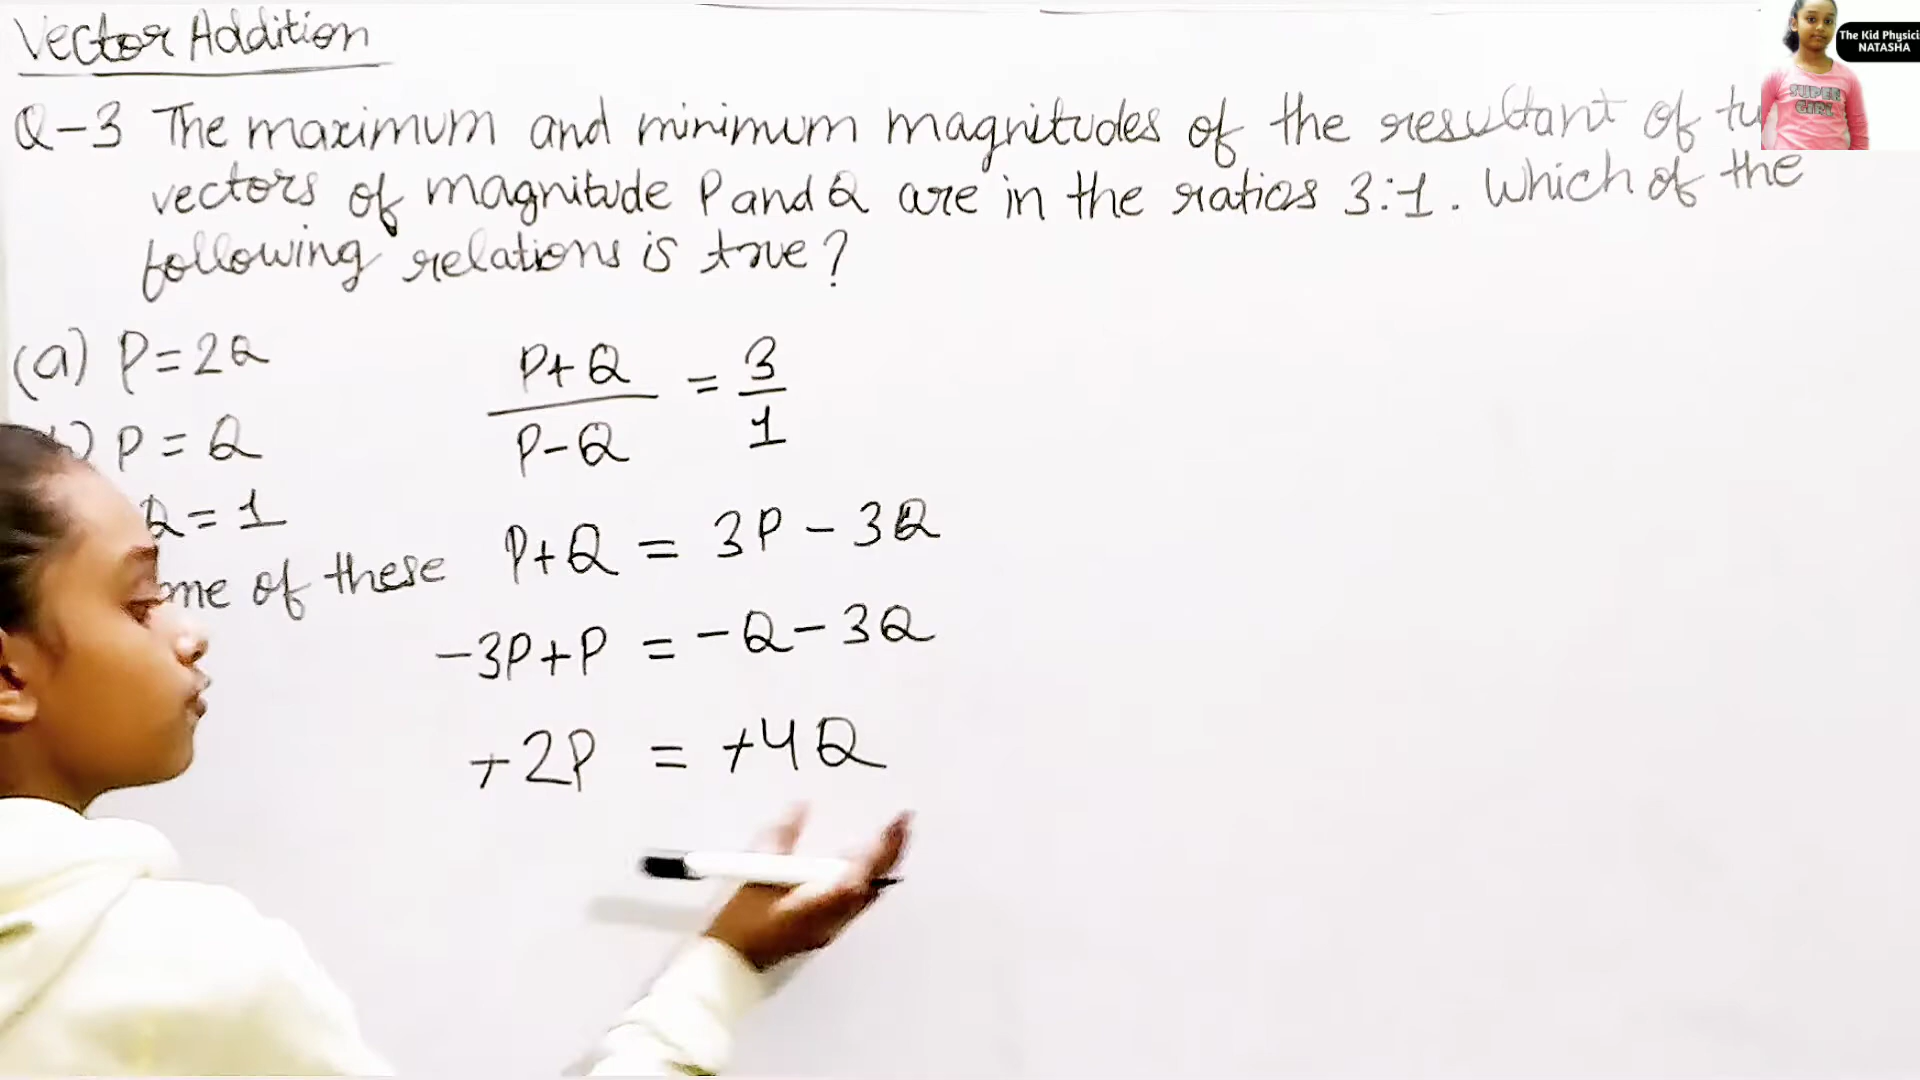 Vector Addition
The Kid Physici
NATASHA
SUPER
GIRL
Q-3 The maximum and minimum magnitudes of the resultant of
vectors of magnitude P and Q are in the ratios 3:1. Which of the
following relations is true?
(a) P=2Q
P = Q
Q = 1
of these
P+Q = 3
P-Q 1
P+Q = 3P - 3Q
-3P+P = -Q-3Q
+2P = +4Q